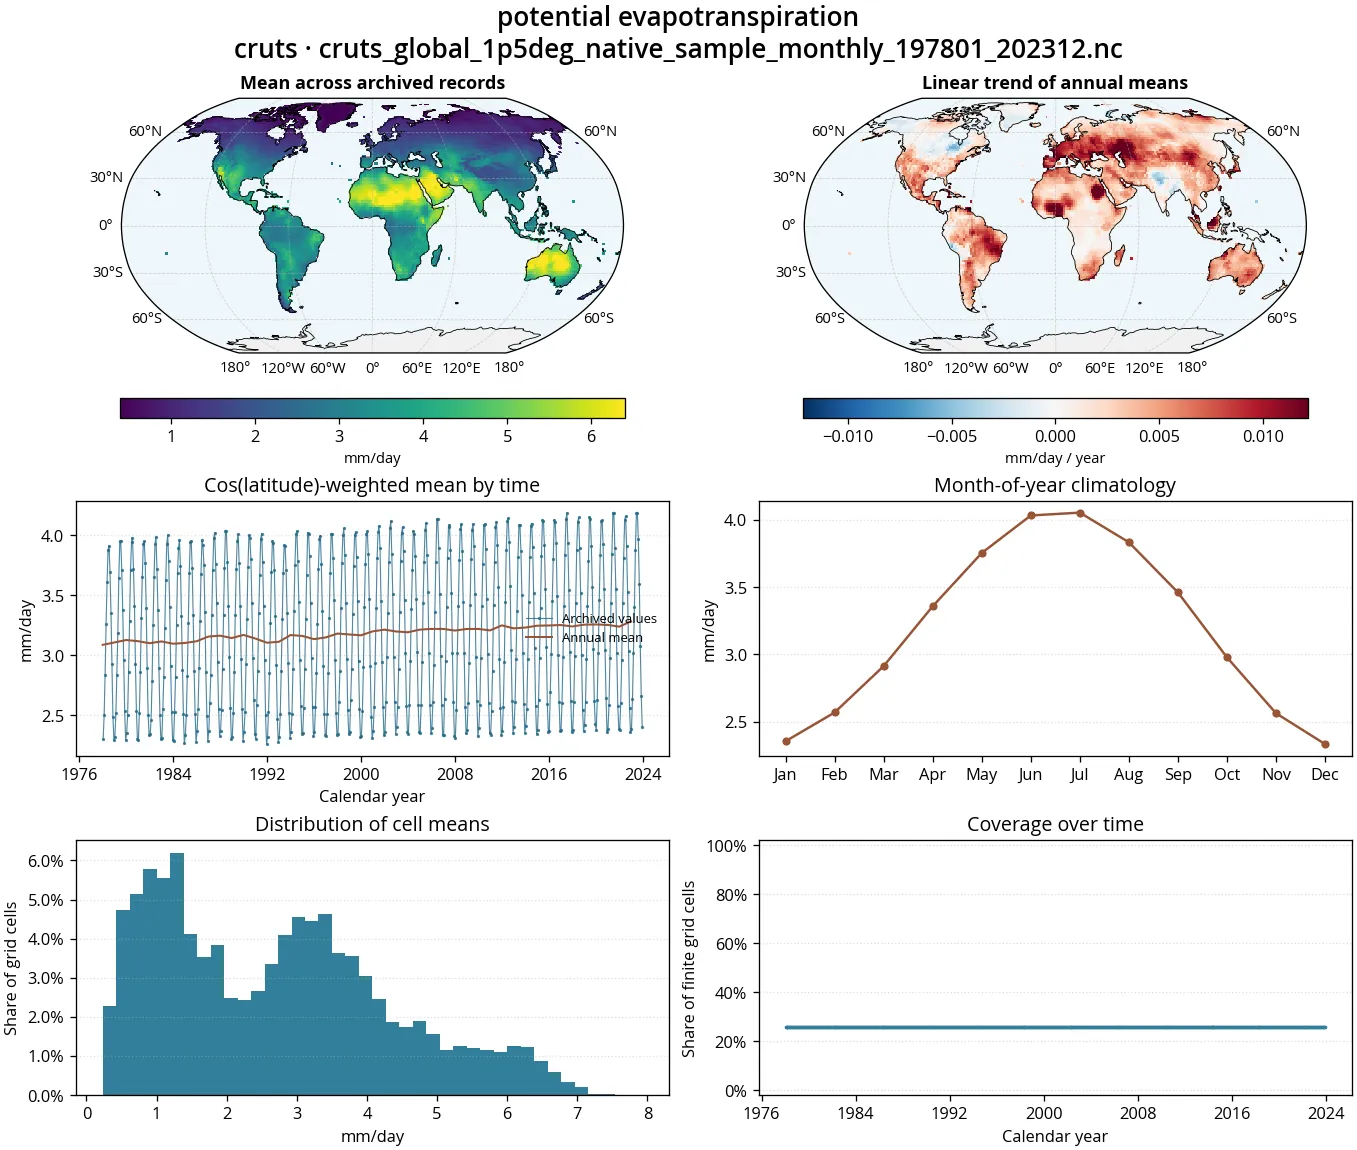 potential evapotranspiration
cruts · cruts_global_1p5deg_native_sample_monthly_197801_202312.nc
Mean across archived records
60°N 60°N
30°N
0°
30°S
60°S 60°S
180° 120°W 60°W 0° 60°E 120°E 180°
1 2 3 4 5 6
mm/day
Linear trend of annual means
60°N 60°N
30°N
0°
30°S
60°S 60°S
180° 120°W 60°W 0° 60°E 120°E 180°
−0.010 −0.005 0.000 0.005 0.010
mm/day / year
Cos(latitude)-weighted mean by time
mm/day
4.0
3.5
3.0
2.5
Archived values
Annual mean
1976 1984 1992 2000 2008 2016 2024
Calendar year
Month-of-year climatology
mm/day
4.0
3.5
3.0
2.5
Jan Feb Mar Apr May Jun Jul Aug Sep Oct Nov Dec
Distribution of cell means
Share of grid cells
6.0%
5.0%
4.0%
3.0%
2.0%
1.0%
0.0%
0 1 2 3 4 5 6 7 8
mm/day
Coverage over time
Share of finite grid cells
100%
80%
60%
40%
20%
0%
1976 1984 1992 2000 2008 2016 2024
Calendar year